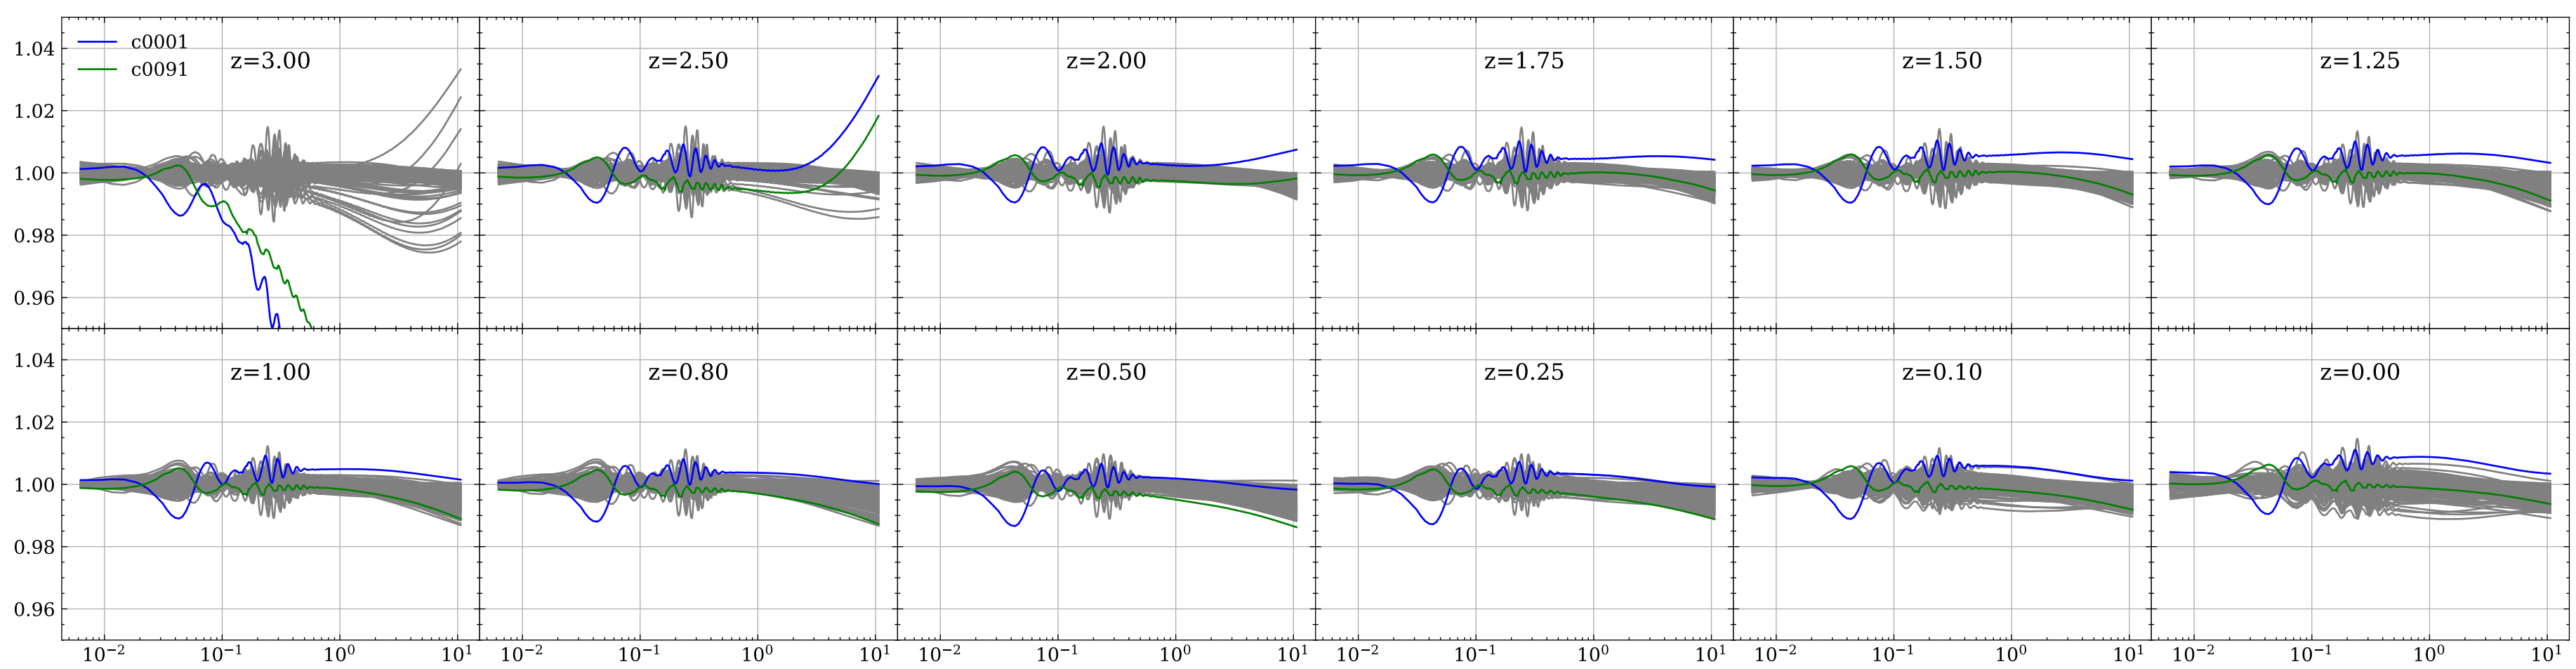 c0001
c0091
z=3.00
z=2.50
z=2.00
z=1.75
z=1.50
z=1.25
1.04
1.02
1.00
0.98
0.96
z=1.00
z=0.80
z=0.50
z=0.25
z=0.10
z=0.00
1.04
1.02
1.00
0.98
0.96
10⁻² 10⁻¹ 10⁰ 10¹
10⁻² 10⁻¹ 10⁰ 10¹
10⁻² 10⁻¹ 10⁰ 10¹
10⁻² 10⁻¹ 10⁰ 10¹
10⁻² 10⁻¹ 10⁰ 10¹
10⁻² 10⁻¹ 10⁰ 10¹